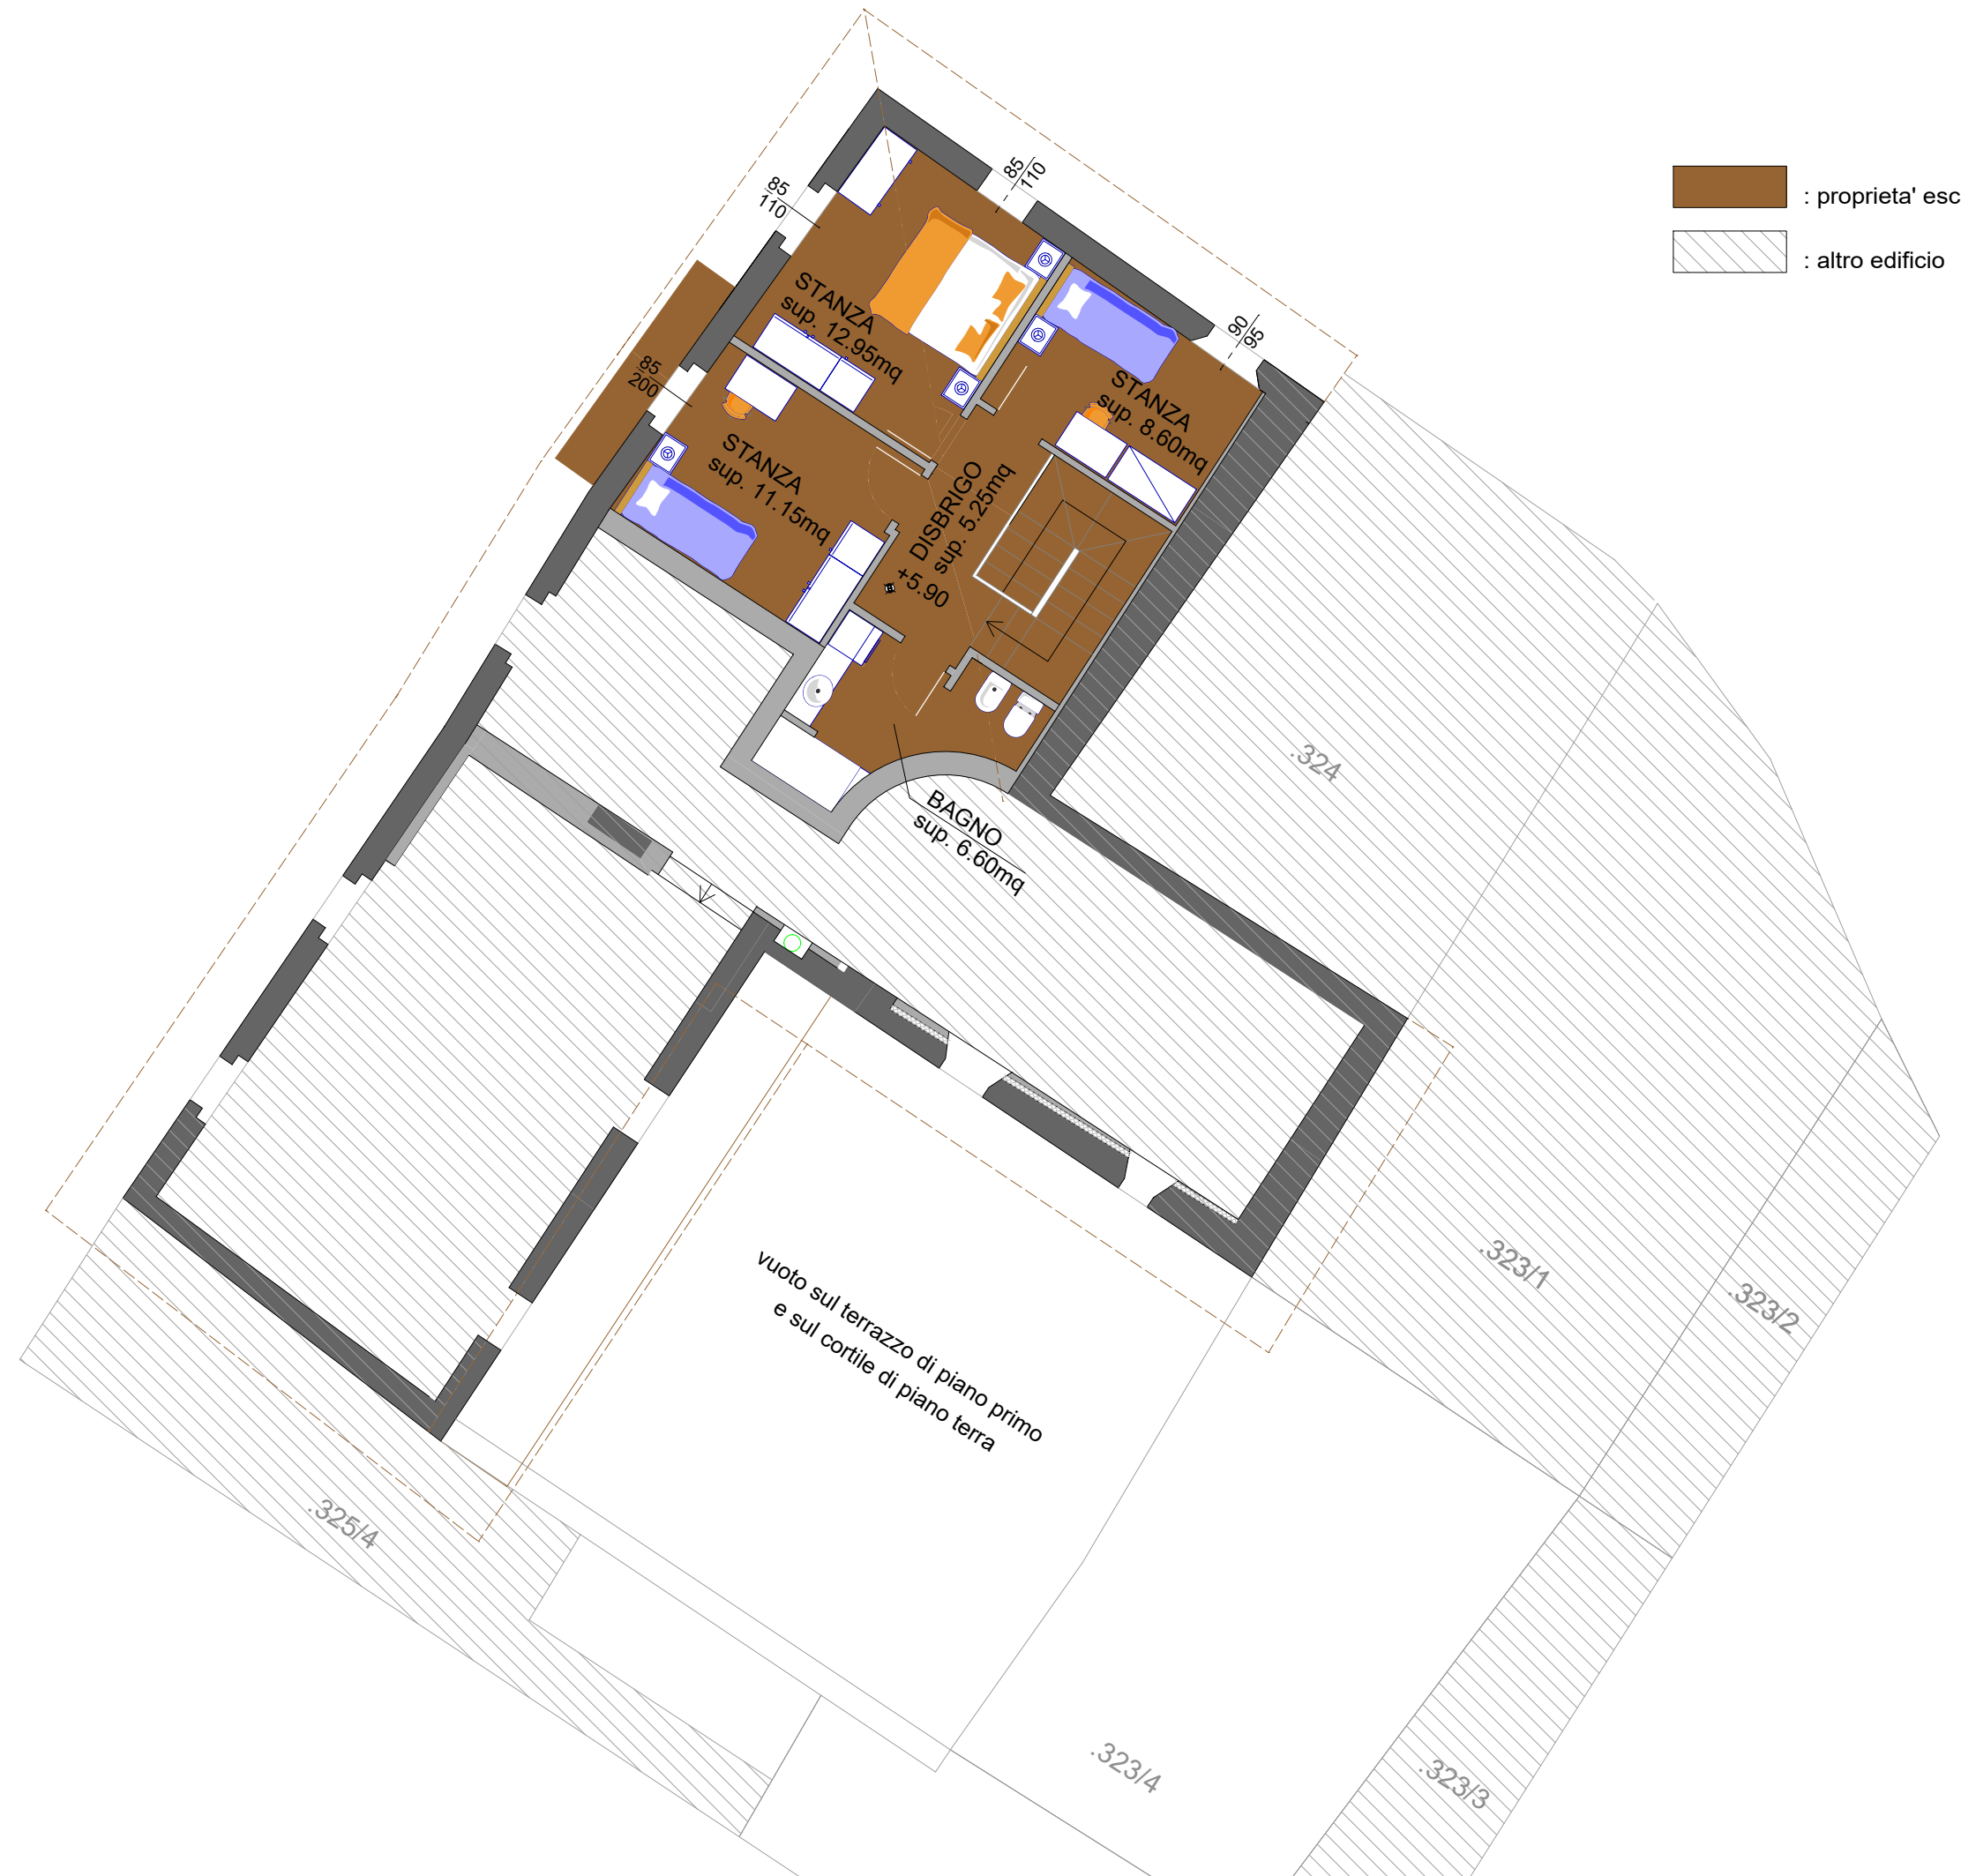 : proprieta' esc
: altro edificio
85
110
85
110
90
95
85
200
STANZA
sup. 12.95mq
STANZA
sup. 8.60mq
STANZA
sup. 11.15mq
DISBRIGO
sup. 5.25mq
+5.90
BAGNO
sup. 6.60mq
.324
.323/1
.323/2
vuoto sul terrazzo di piano primo
e sul cortile di piano terra
.325/4
.323/4
.323/3